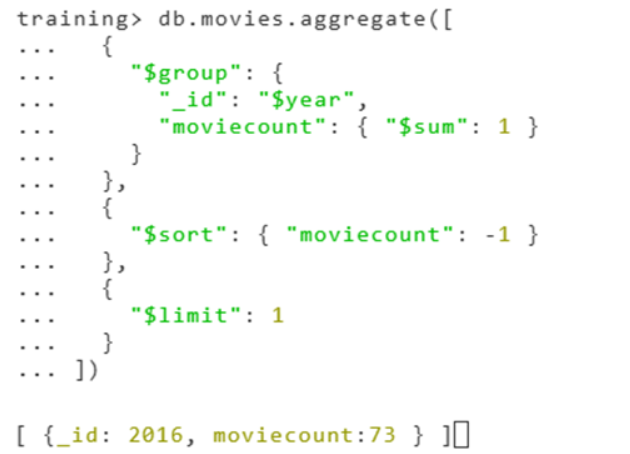 training> db.movies.aggregate([
...   {
...     "$group": {
...       "_id": "$year",
...       "moviecount": { "$sum": 1 }
...     }
...   },
...   {
...     "$sort": { "moviecount": -1 }
...   },
...   {
...     "$limit": 1
...   }
... ])
[ {_id: 2016, moviecount:73 } ]